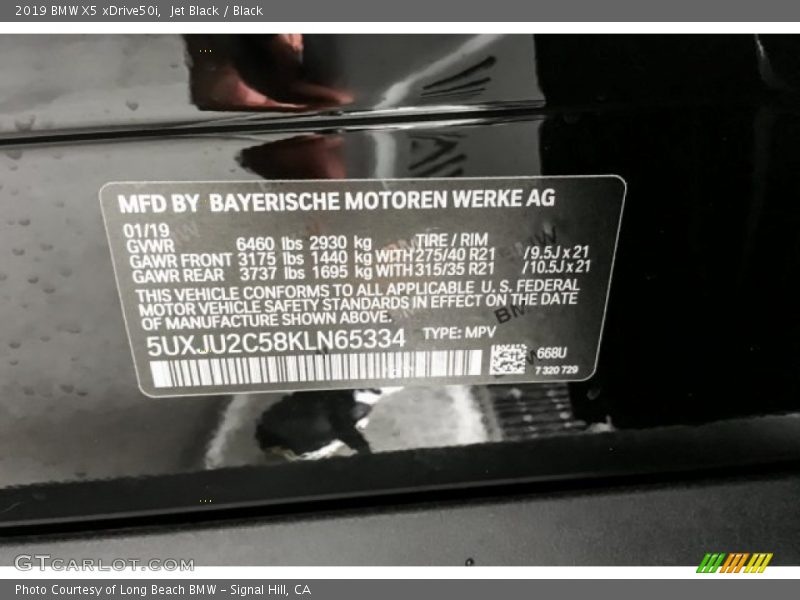 2019 BMW X5 xDrive50i, Jet Black / Black
MFD BY BAYERISCHE MOTOREN WERKE AG
01/19
GVWR 6460 lbs 2930 kg TIRE / RIM
GAWR FRONT 3175 lbs 1440 kg WITH 275/40 R21 /9.5J x 21
GAWR REAR 3737 lbs 1695 kg WITH 315/35 R21 /10.5J x 21
THIS VEHICLE CONFORMS TO ALL APPLICABLE U.S. FEDERAL
MOTOR VEHICLE SAFETY STANDARDS IN EFFECT ON THE DATE
OF MANUFACTURE SHOWN ABOVE.
5UXJU2C58KLN65334 TYPE: MPV
668U
7 320 729
GTCARLOT.COM
Photo Courtesy of Long Beach BMW - Signal Hill, CA